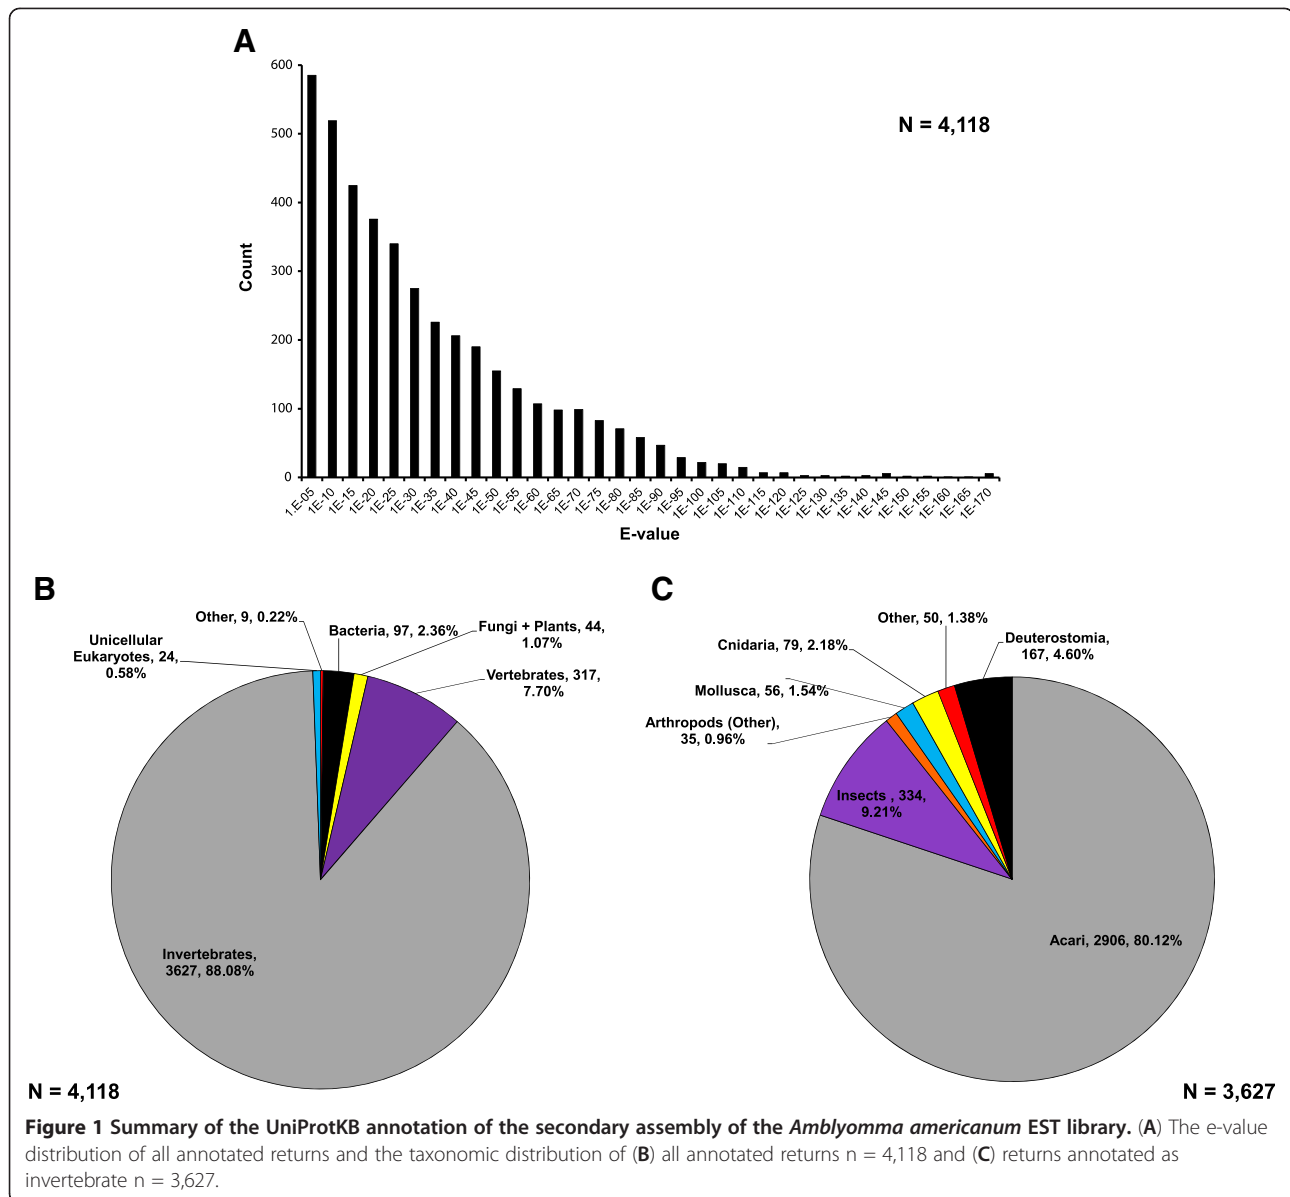 A
600
500
400
300
200
100
0
Count
N = 4,118
1.E-05
1E-10
1E-15
1E-20
1E-25
1E-30
1E-35
1E-40
1E-45
1E-50
1E-55
1E-60
1E-65
1E-70
1E-75
1E-80
1E-85
1E-90
1E-95
1E-100
1E-105
1E-110
1E-115
1E-120
1E-125
1E-130
1E-135
1E-140
1E-145
1E-150
1E-155
1E-160
1E-165
1E-170
E-value
B
Other, 9, 0.22%
Unicellular
Eukaryotes, 24,
0.58%
Bacteria, 97, 2.36%
Fungi + Plants, 44,
1.07%
Vertebrates, 317,
7.70%
Invertebrates,
3627, 88.08%
N = 4,118
C
Other, 50, 1.38%
Deuterostomia,
167, 4.60%
Cnidaria, 79, 2.18%
Mollusca, 56, 1.54%
Arthropods (Other),
35, 0.96%
Insects , 334,
9.21%
Acari, 2906, 80.12%
N = 3,627
Figure 1 Summary of the UniProtKB annotation of the secondary assembly of the Amblyomma americanum EST library. (A) The e-value
distribution of all annotated returns and the taxonomic distribution of (B) all annotated returns n = 4,118 and (C) returns annotated as
invertebrate n = 3,627.